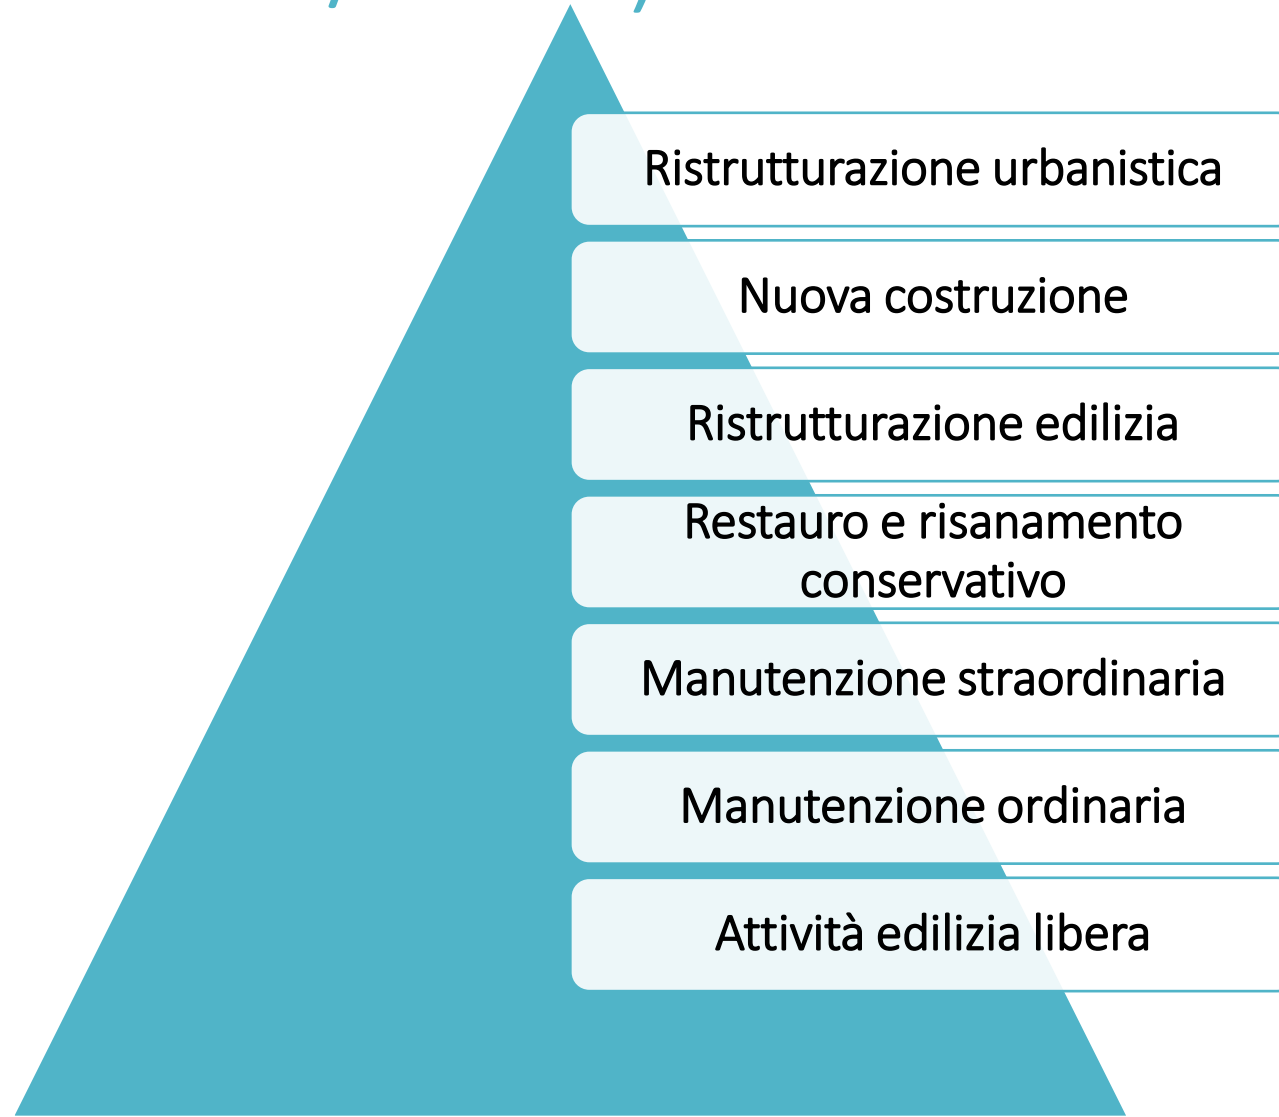 Ristrutturazione urbanistica
Nuova costruzione
Ristrutturazione edilizia
Restauro e risanamento
conservativo
Manutenzione straordinaria
Manutenzione ordinaria
Attività edilizia libera